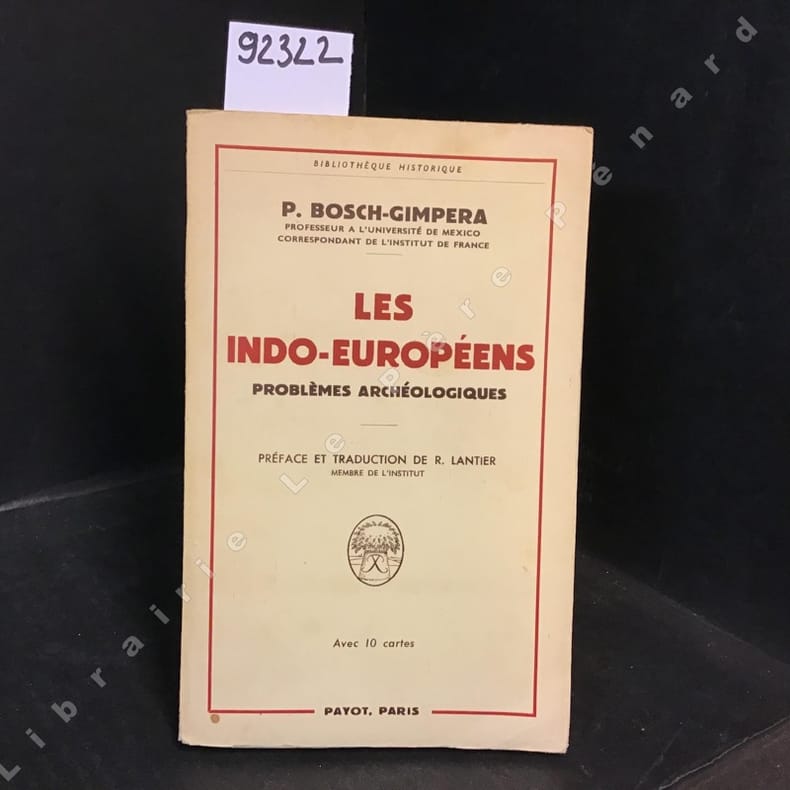 92322
BIBLIOTHÈQUE HISTORIQUE
P. BOSCH-GIMPERA
PROFESSEUR A L'UNIVERSITÉ DE MEXICO
CORRESPONDANT DE L'INSTITUT DE FRANCE
LES
INDO-EUROPÉENS
PROBLÈMES ARCHÉOLOGIQUES
PRÉFACE ET TRADUCTION DE R. LANTIER
MEMBRE DE L'INSTITUT
Avec 10 cartes
PAYOT, PARIS
Librairie Le Père Pénard